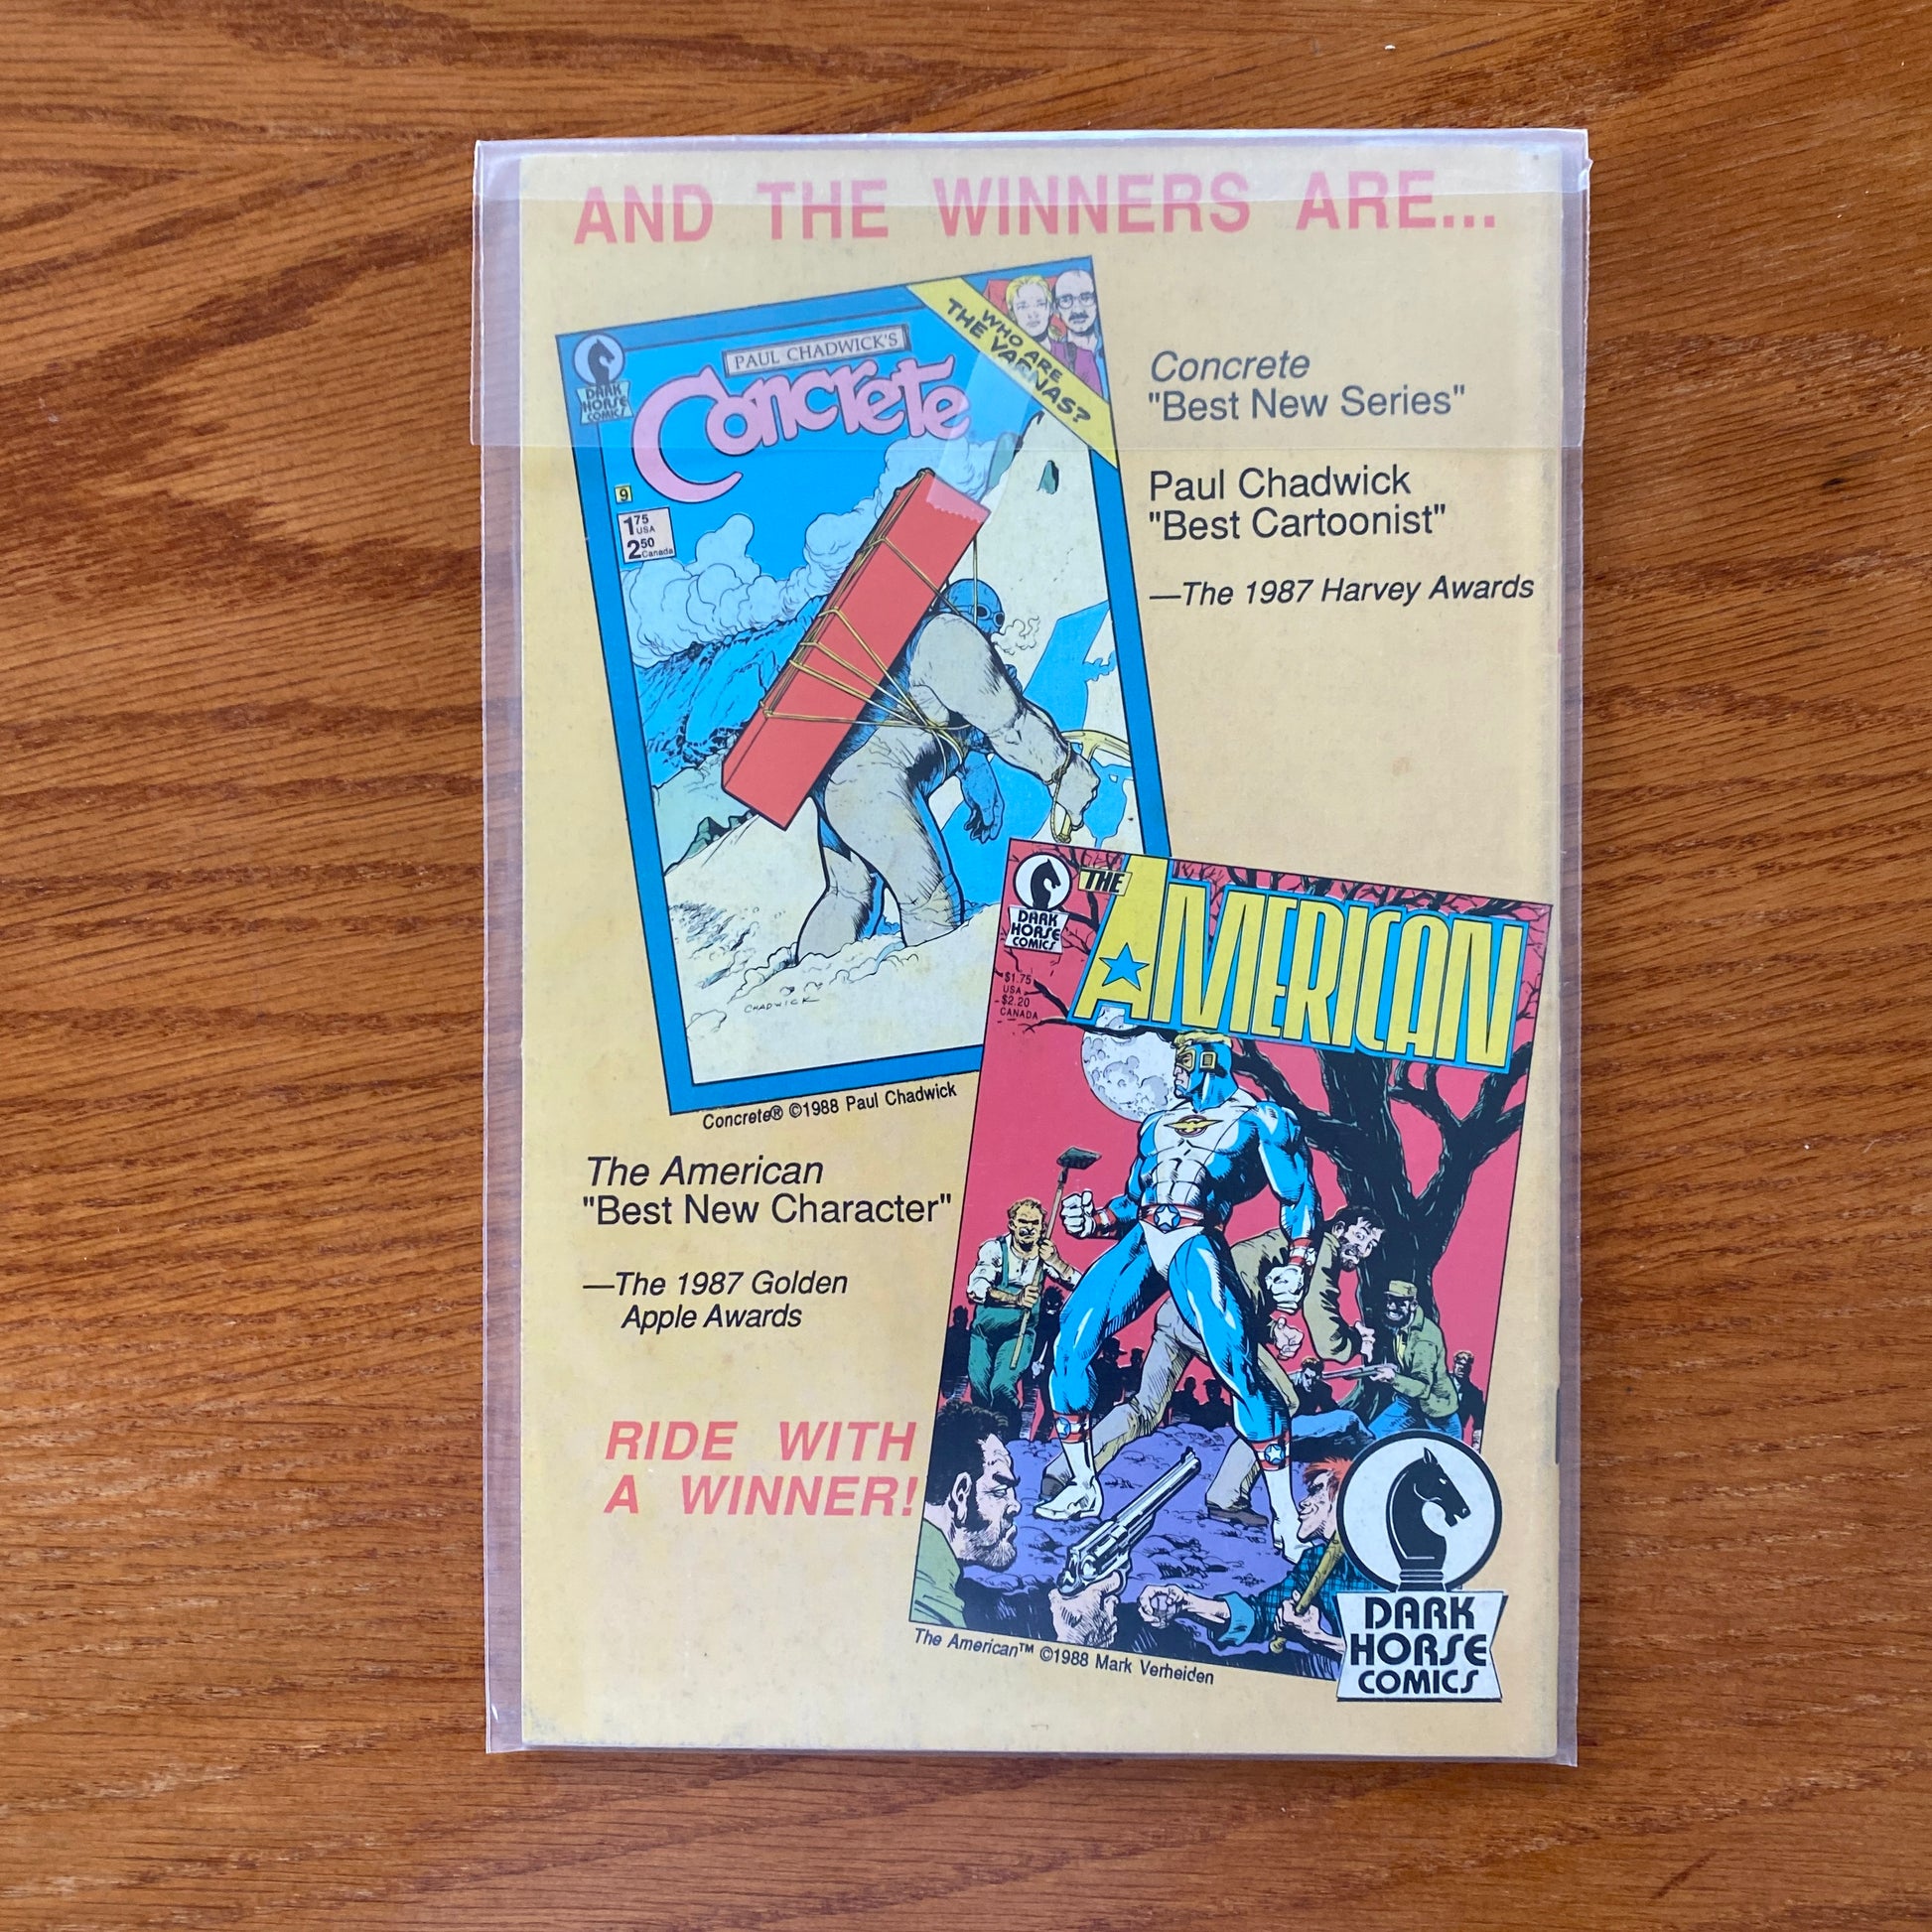 AND THE WINNERS ARE...
DARK
HORSE
COMICS
PAUL CHADWICK'S
Concrete
WHO ARE
THE VARNAS?
9
1 75 USA
2 50 Canada
CHADWICK
Concrete® ©1988 Paul Chadwick
Concrete
"Best New Series"
Paul Chadwick
"Best Cartoonist"
—The 1987 Harvey Awards
DARK
HORSE
COMICS
THE
AMERICAN
$1.75
USA
$2.20
CANADA
The American
"Best New Character"
—The 1987 Golden
Apple Awards
RIDE WITH
A WINNER!
The American™ ©1988 Mark Verheiden
DARK
HORSE
COMICS